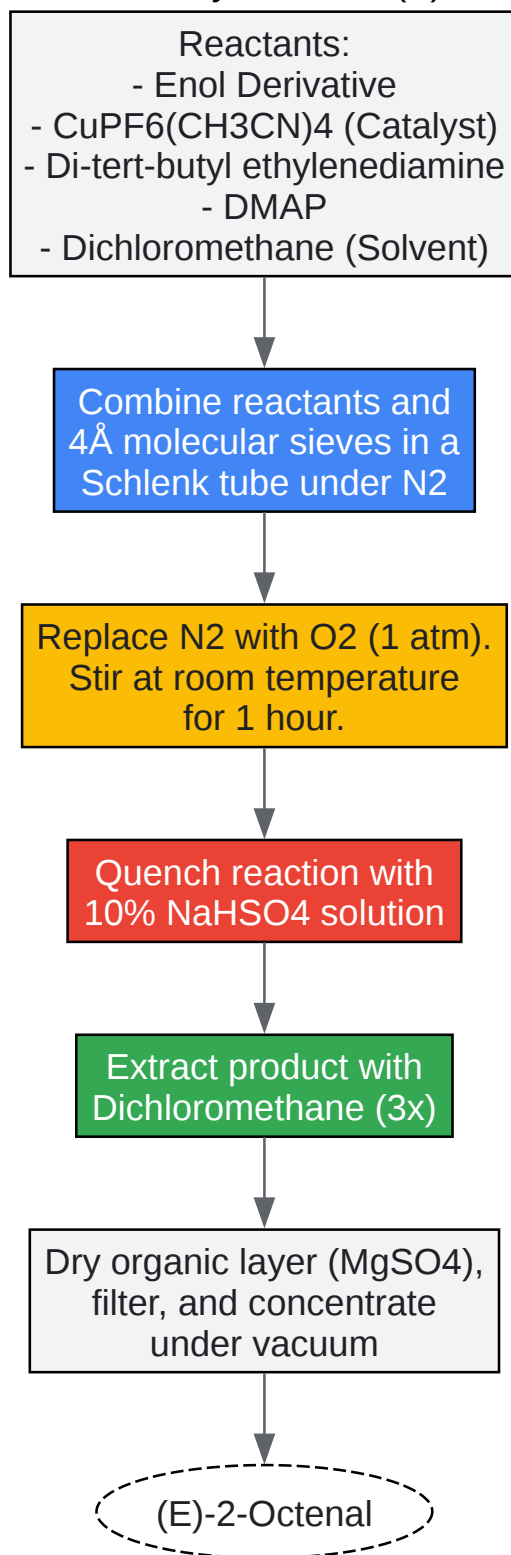 Reactants:
- Enol Derivative
- CuPF6(CH3CN)4 (Catalyst)
- Di-tert-butyl ethylenediamine
- DMAP
- Dichloromethane (Solvent)
Combine reactants and
4Å molecular sieves in a
Schlenk tube under N2
Replace N2 with O2 (1 atm).
Stir at room temperature
for 1 hour.
Quench reaction with
10% NaHSO4 solution
Extract product with
Dichloromethane (3x)
Dry organic layer (MgSO4),
filter, and concentrate
under vacuum
(E)-2-Octenal